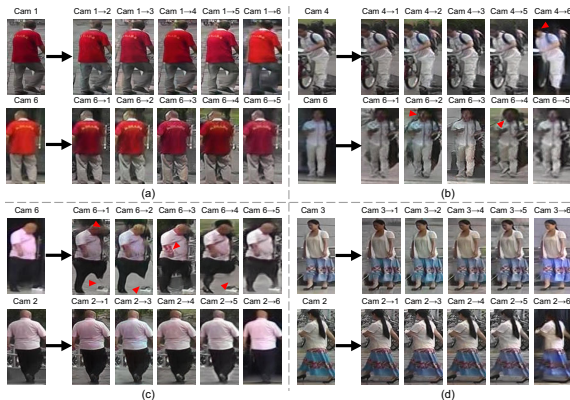 Cam 1 Cam 1→2 Cam 1→3 Cam 1→4 Cam 1→5 Cam 1→6
Cam 6 Cam 6→1 Cam 6→2 Cam 6→3 Cam 6→4 Cam 6→5
(a)
Cam 4 Cam 4→1 Cam 4→2 Cam 4→3 Cam 4→5 Cam 4→6
Cam 6 Cam 6→1 Cam 6→2 Cam 6→3 Cam 6→4 Cam 6→5
(b)
Cam 6 Cam 6→1 Cam 6→2 Cam 6→3 Cam 6→4 Cam 6→5
Cam 2 Cam 2→1 Cam 2→3 Cam 2→4 Cam 2→5 Cam 2→6
(c)
Cam 3 Cam 3→1 Cam 3→2 Cam 3→4 Cam 3→5 Cam 3→6
Cam 2 Cam 2→1 Cam 2→3 Cam 2→4 Cam 2→5 Cam 2→6
(d)